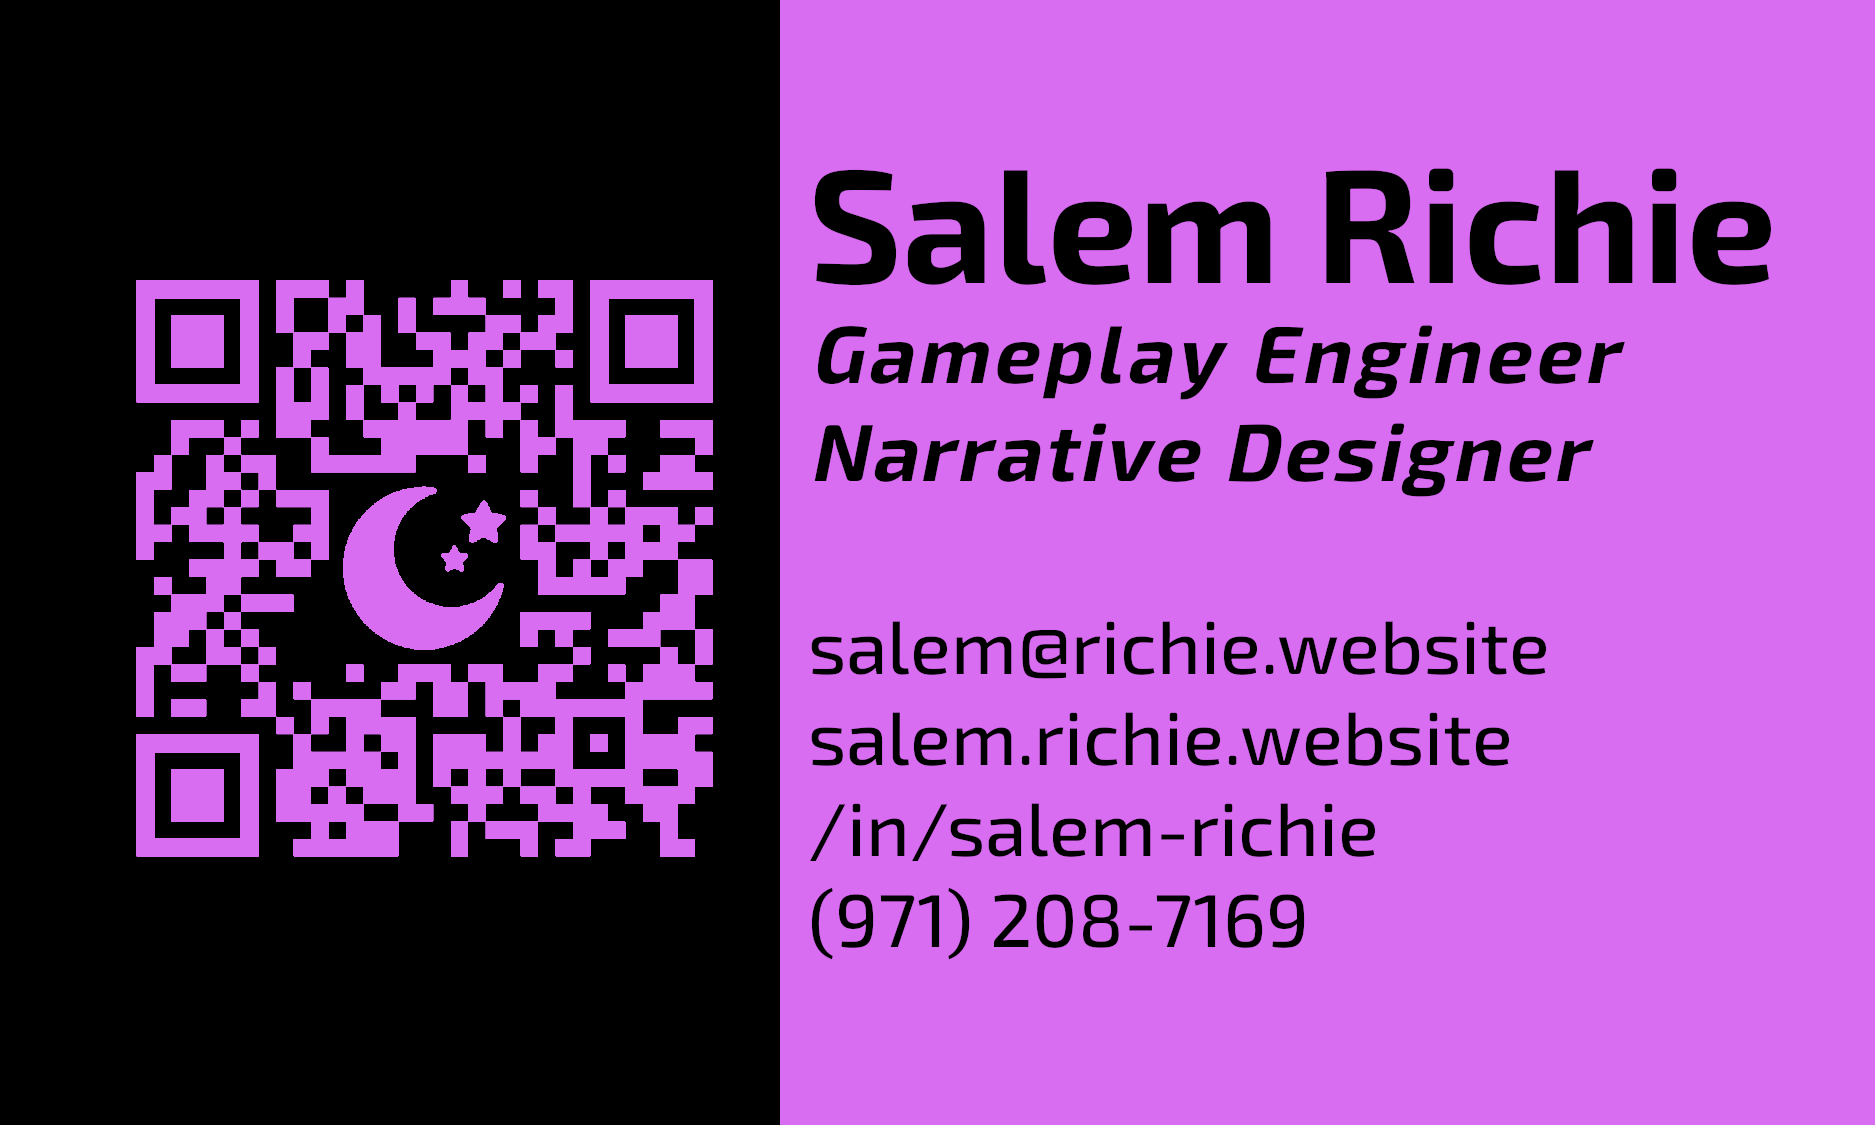 Salem Richie
Gameplay Engineer
Narrative Designer
salem@richie.website
salem.richie.website
/in/salem-richie
(971) 208-7169